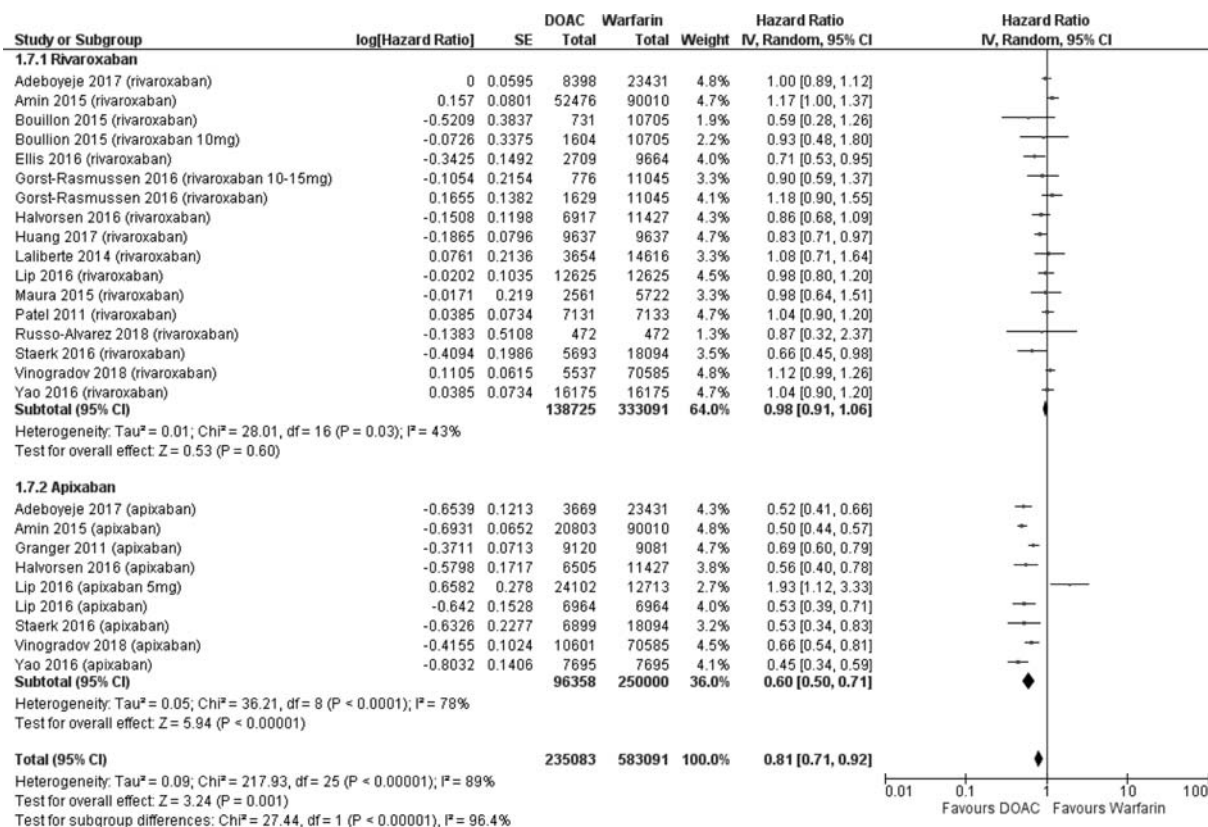 DOAC Warfarin Hazard Ratio Hazard Ratio
Study or Subgroup log[Hazard Ratio] SE Total Total Weight IV, Random, 95% CI IV, Random, 95% CI
1.7.1 Rivaroxaban
Adeboyeje 2017 (rivaroxaban) 0 0.0595 8398 23431 4.8% 1.00 [0.89, 1.12]
Amin 2015 (rivaroxaban) 0.157 0.0801 52476 90010 4.7% 1.17 [1.00, 1.37]
Bouillon 2015 (rivaroxaban) -0.5209 0.3837 731 10705 1.9% 0.59 [0.28, 1.26]
Boullion 2015 (rivaroxaban 10mg) -0.0726 0.3375 1604 10705 2.2% 0.93 [0.48, 1.80]
Ellis 2016 (rivaroxaban) -0.3425 0.1492 2709 9664 4.0% 0.71 [0.53, 0.95]
Gorst-Rasmussen 2016 (rivaroxaban 10-15mg) -0.1054 0.2154 776 11045 3.3% 0.90 [0.59, 1.37]
Gorst-Rasmussen 2016 (rivaroxaban) 0.1655 0.1382 1629 11045 4.1% 1.18 [0.90, 1.55]
Halvorsen 2016 (rivaroxaban) -0.1508 0.1198 6917 11427 4.3% 0.86 [0.68, 1.09]
Huang 2017 (rivaroxaban) -0.1865 0.0796 9637 9637 4.7% 0.83 [0.71, 0.97]
Laliberte 2014 (rivaroxaban) 0.0761 0.2136 3654 14616 3.3% 1.08 [0.71, 1.64]
Lip 2016 (rivaroxaban) -0.0202 0.1035 12625 12625 4.5% 0.98 [0.80, 1.20]
Maura 2015 (rivaroxaban) -0.0171 0.219 2561 5722 3.3% 0.98 [0.64, 1.51]
Patel 2011 (rivaroxaban) 0.0385 0.0734 7131 7133 4.7% 1.04 [0.90, 1.20]
Russo-Alvarez 2018 (rivaroxaban) -0.1383 0.5108 472 472 1.3% 0.87 [0.32, 2.37]
Staerk 2016 (rivaroxaban) -0.4094 0.1986 5693 18094 3.5% 0.66 [0.45, 0.98]
Vinogradov 2018 (rivaroxaban) 0.1105 0.0615 5537 70585 4.8% 1.12 [0.99, 1.26]
Yao 2016 (rivaroxaban) 0.0385 0.0734 16175 16175 4.7% 1.04 [0.90, 1.20]
Subtotal (95% CI) 138725 333091 64.0% 0.98 [0.91, 1.06]
Heterogeneity: Tau² = 0.01; Chi² = 28.01, df = 16 (P = 0.03); I² = 43%
Test for overall effect: Z = 0.53 (P = 0.60)
1.7.2 Apixaban
Adeboyeje 2017 (apixaban) -0.6539 0.1213 3669 23431 4.3% 0.52 [0.41, 0.66]
Amin 2015 (apixaban) -0.6931 0.0652 20803 90010 4.8% 0.50 [0.44, 0.57]
Granger 2011 (apixaban) -0.3711 0.0713 9120 9081 4.7% 0.69 [0.60, 0.79]
Halvorsen 2016 (apixaban) -0.5798 0.1717 6505 11427 3.8% 0.56 [0.40, 0.78]
Lip 2016 (apixaban 5mg) 0.6582 0.278 24102 12713 2.7% 1.93 [1.12, 3.33]
Lip 2016 (apixaban) -0.642 0.1528 6964 6964 4.0% 0.53 [0.39, 0.71]
Staerk 2016 (apixaban) -0.6326 0.2277 6899 18094 3.2% 0.53 [0.34, 0.83]
Vinogradov 2018 (apixaban) -0.4155 0.1024 10601 70585 4.5% 0.66 [0.54, 0.81]
Yao 2016 (apixaban) -0.8032 0.1406 7695 7695 4.1% 0.45 [0.34, 0.59]
Subtotal (95% CI) 96358 250000 36.0% 0.60 [0.50, 0.71]
Heterogeneity: Tau² = 0.05; Chi² = 36.21, df = 8 (P < 0.0001); I² = 78%
Test for overall effect: Z = 5.94 (P < 0.00001)
Total (95% CI) 235083 583091 100.0% 0.81 [0.71, 0.92]
Heterogeneity: Tau² = 0.09; Chi² = 217.93, df = 25 (P < 0.00001); I² = 89%
Test for overall effect: Z = 3.24 (P = 0.001)
Test for subgroup differences: Chi² = 27.44, df = 1 (P < 0.00001), I² = 96.4%
0.01 0.1 1 10 100
Favours DOAC Favours Warfarin